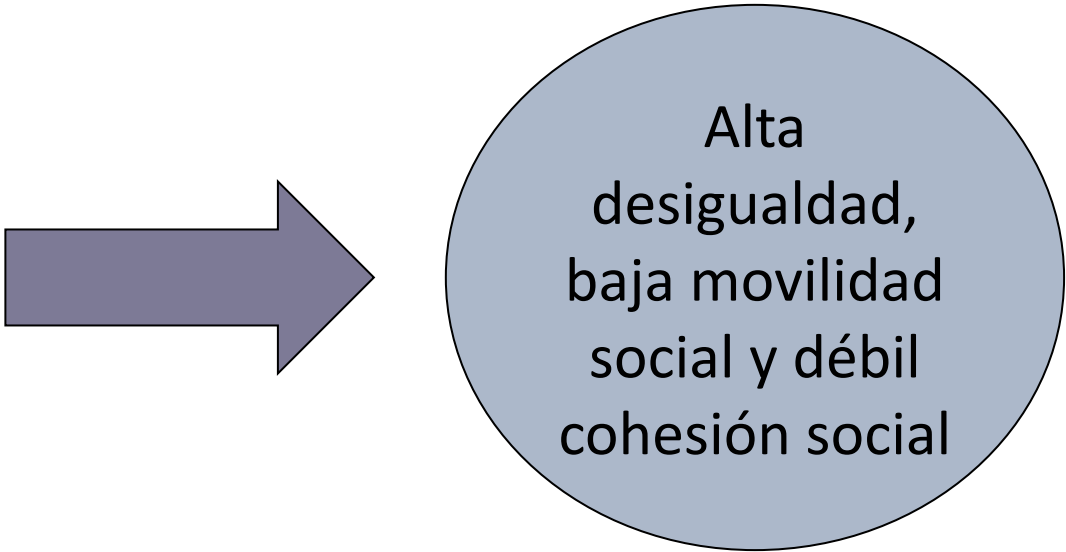 Alta
desigualdad,
baja movilidad
social y débil
cohesión social